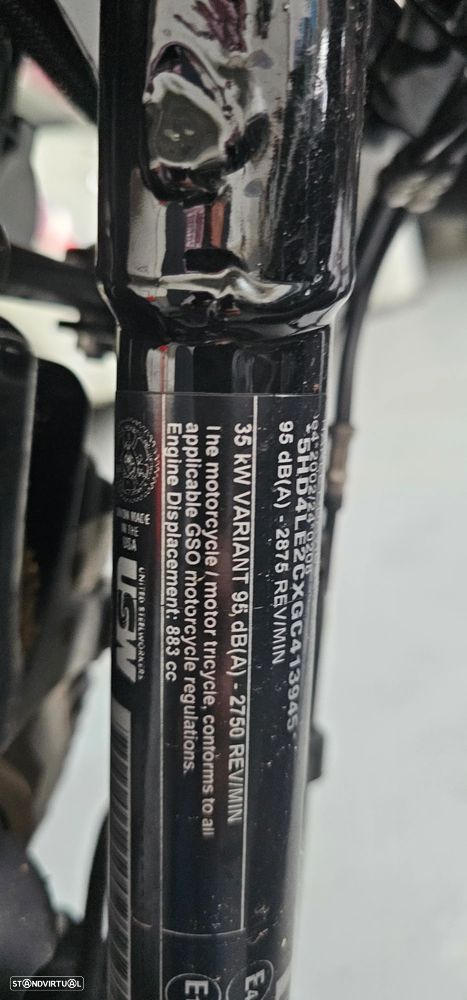 *5HD4LE2CXGC413945*
95 dB(A) - 2875 REV/MIN
35 kW VARIANT 95 dB(A) - 2750 REV/MIN
The motorcycle / motor tricycle, conforms to all
applicable GSO motorcycle regulations.
Engine Displacement: 883 cc
MADE
IN THE
USA
UNITED STEELWORKERS
USW
STANDVIRTUAL